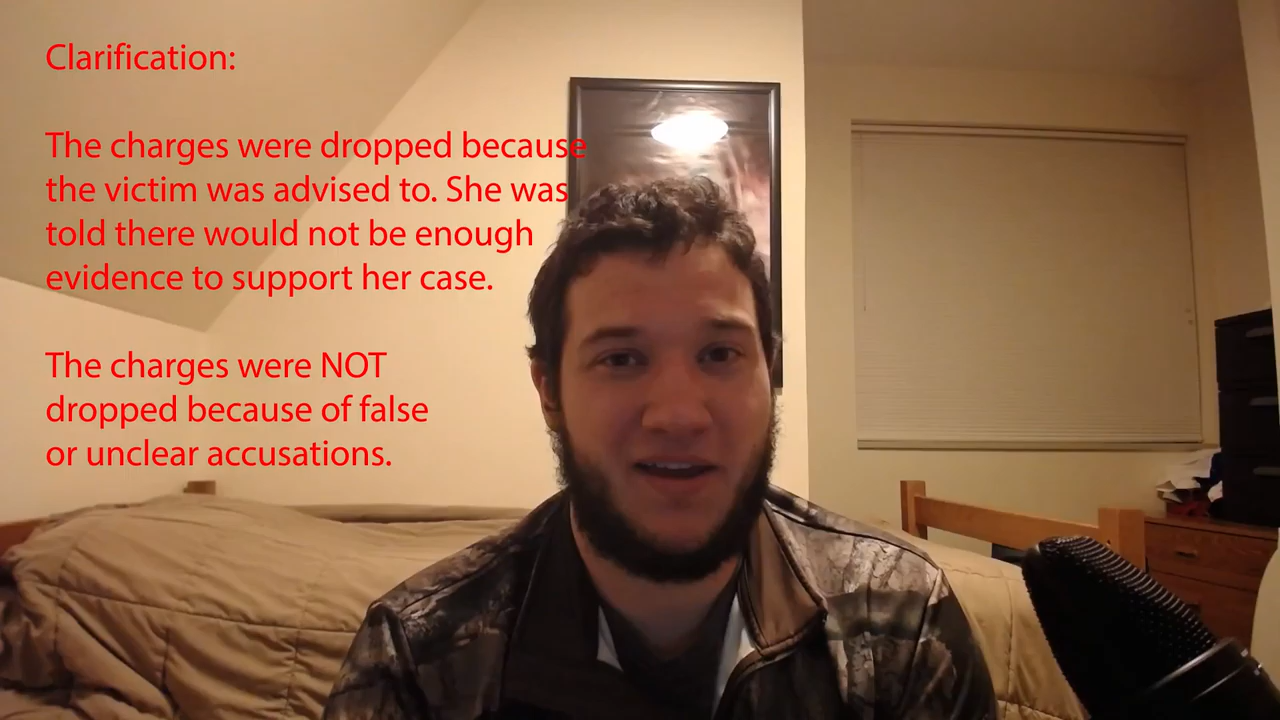 Clarification:
The charges were dropped because
the victim was advised to. She was
told there would not be enough
evidence to support her case.
The charges were NOT
dropped because of false
or unclear accusations.